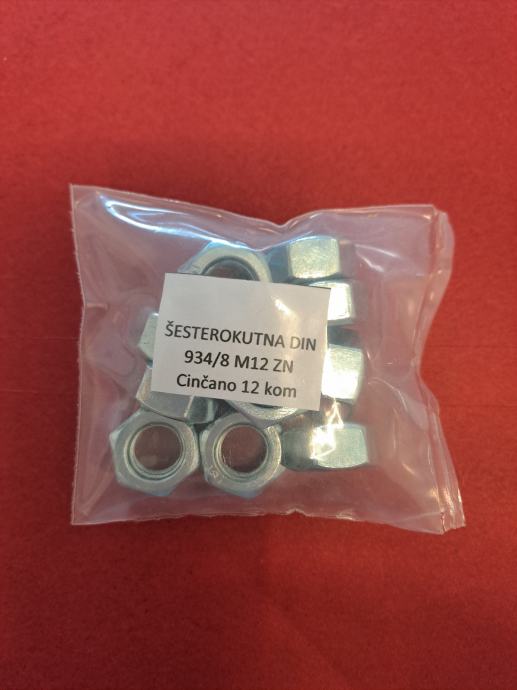 ŠESTEROKUTNA DIN
934/8 M12 ZN
Cinčano 12 kom